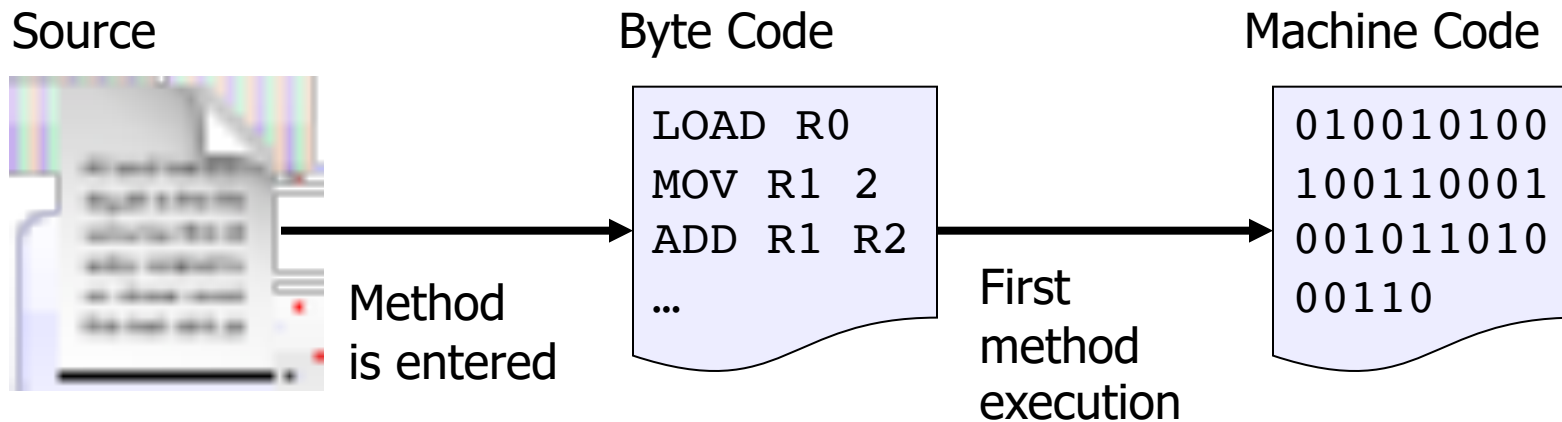 Source
Byte Code
Machine Code
LOAD R0
MOV R1 2
ADD R1 R2
…
010010100
100110001
001011010
00110
Method
is entered
First
method
execution